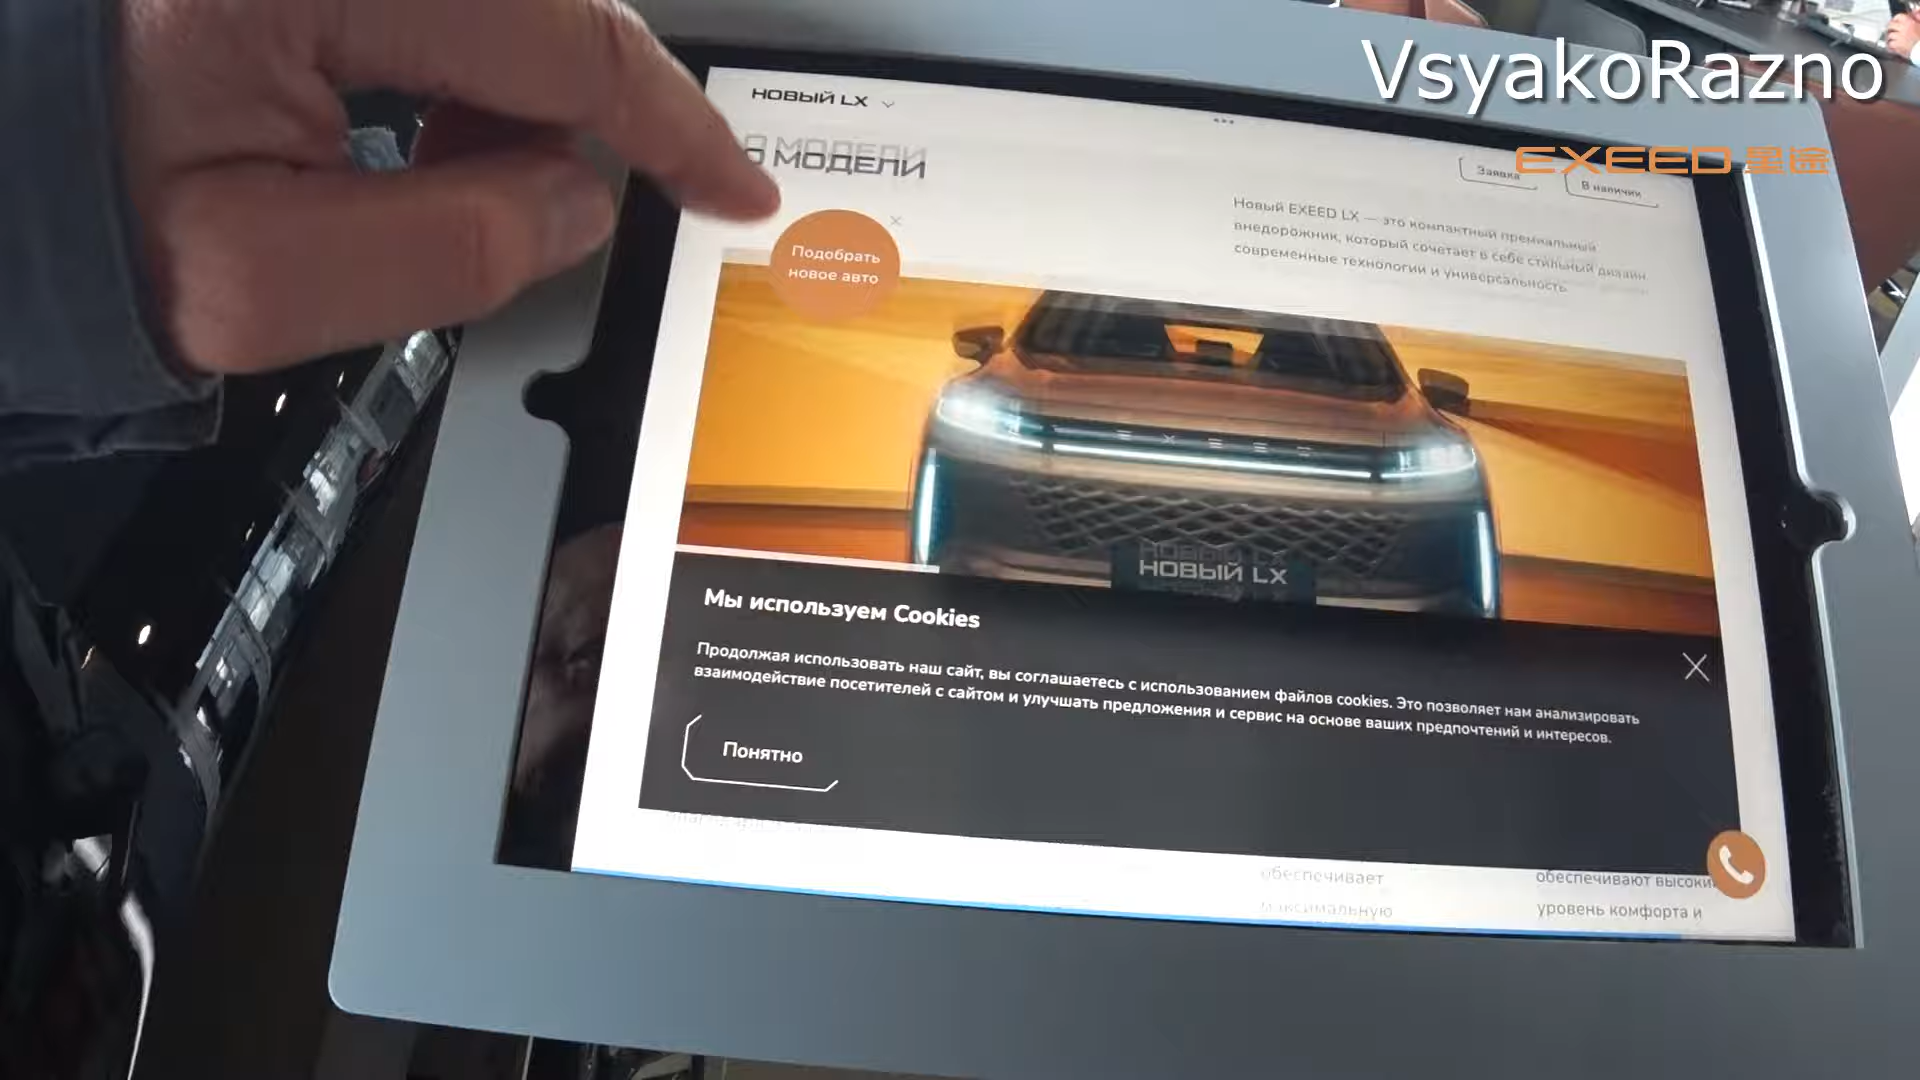 VsyakoRazno
EXEED 星途
НОВЫЙ LX
О МОДЕЛИ
Заявка
В наличии
Новый EXEED LX — это компактный премиальный
внедорожник, который сочетает в себе стильный дизайн,
современные технологии и универсальность.
Подобрать
новое авто
EXEED
НОВЫЙ LX
Мы используем Cookies
Продолжая использовать наш сайт, вы соглашаетесь с использованием файлов cookies. Это позволяет нам анализировать
взаимодействие посетителей с сайтом и улучшать предложения и сервис на основе ваших предпочтений и интересов.
Понятно
обеспечивает
максимальную
обеспечивают высокий
уровень комфорта и